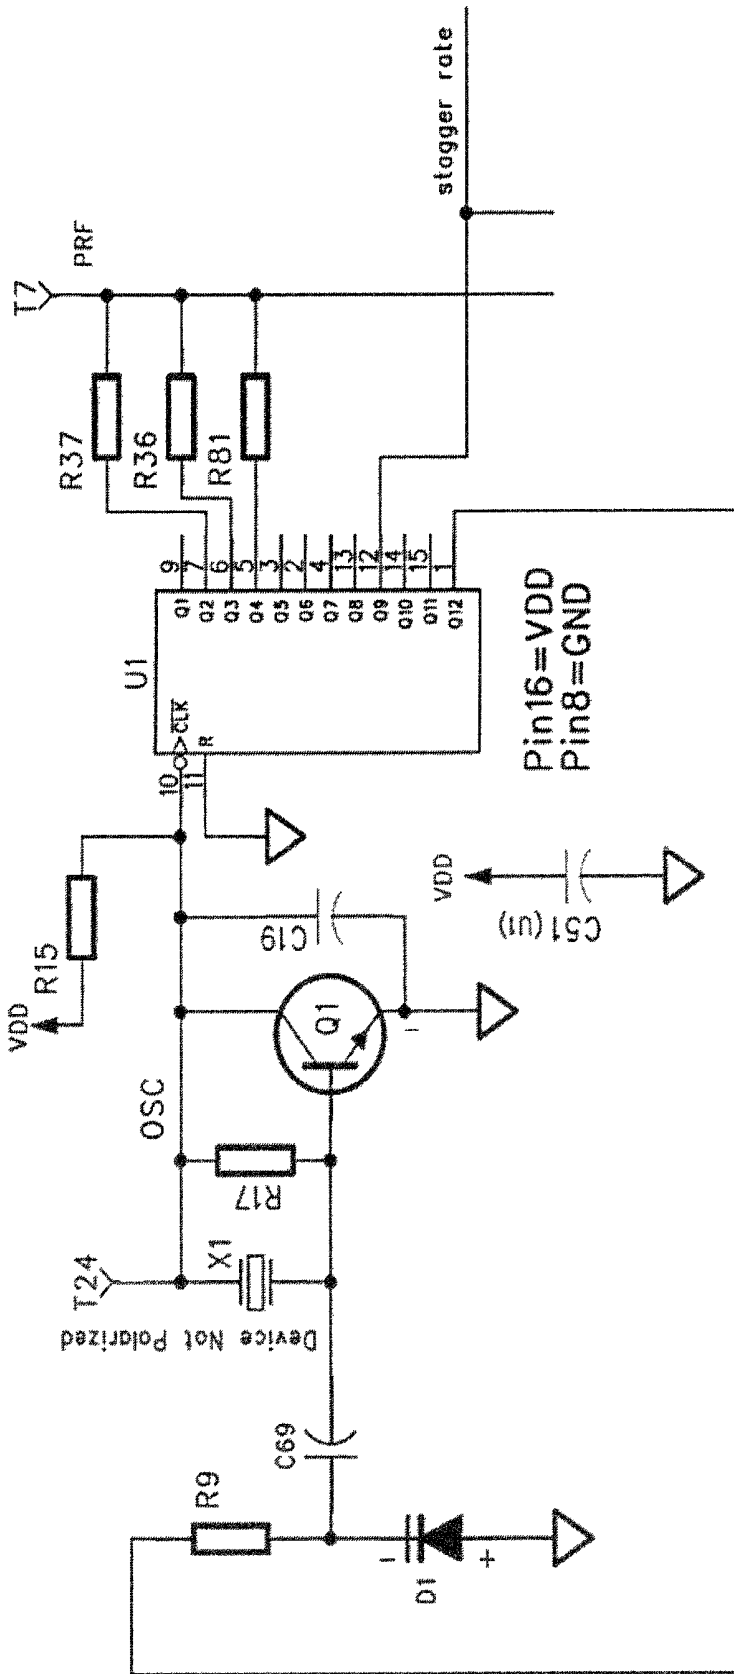 T7
PRF
stagger rate
R37
R36
R81
9
7
6
5
3
2
4
13
12
14
15
1
Q1
Q2
Q3
Q4
Q5
Q6
Q7
Q8
Q9
Q10
Q11
Q12
U1
CLK
R
10
11
Pin16=VDD
Pin8=GND
VDD
R15
C19
VDD
C51(U1)
Q1
-
OSC
R17
T24
X1
Device Not Polarized
C69
R9
-
+
D1